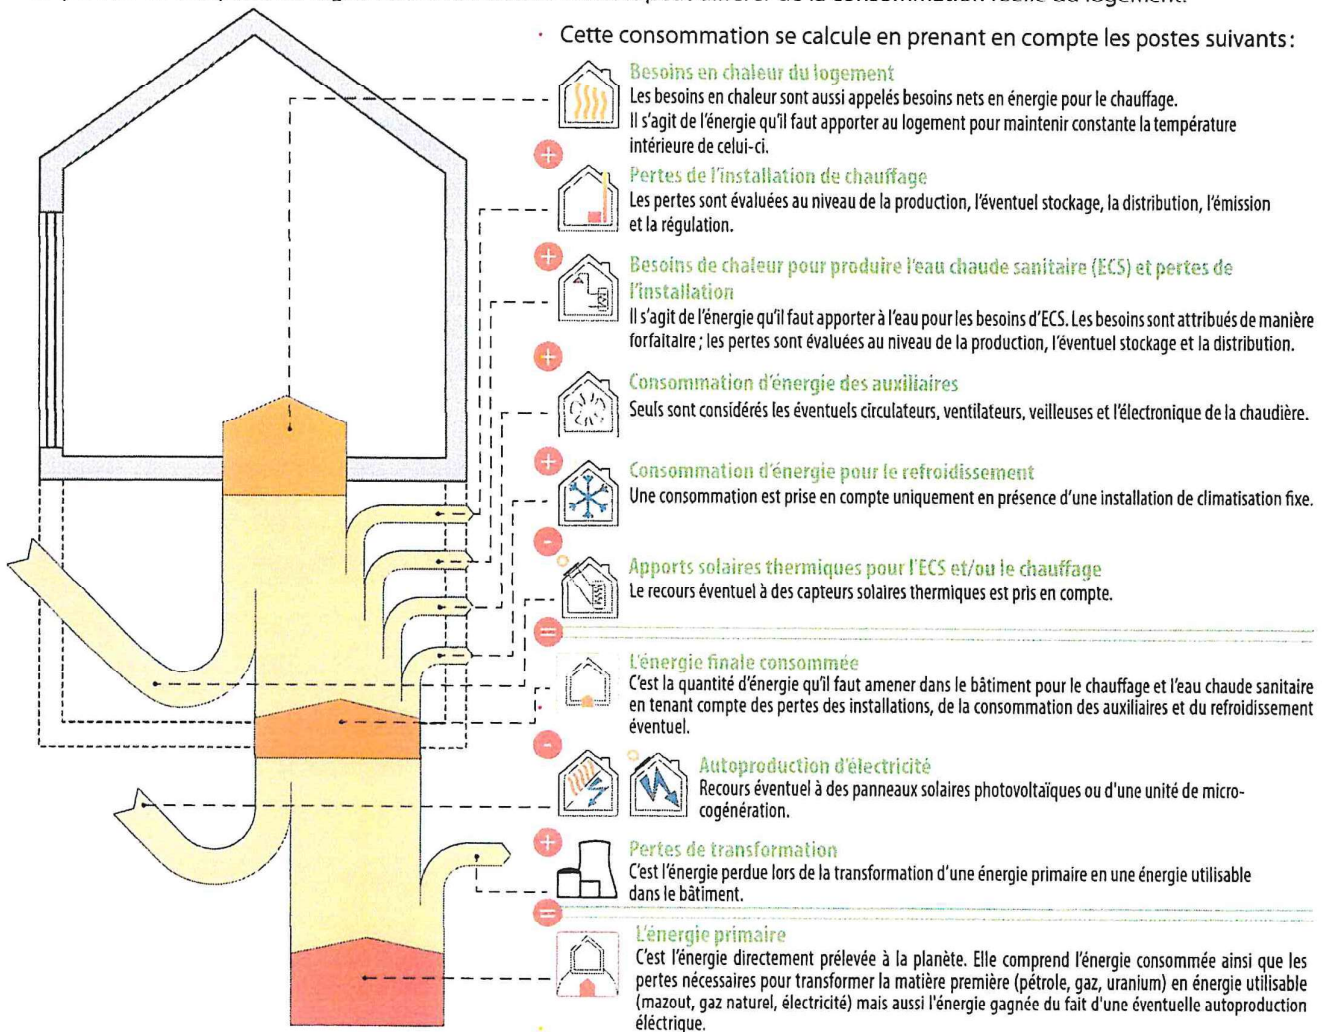 consommation réelle du logement.
· Cette consommation se calcule en prenant en compte les postes suivants :
Besoins en chaleur du logement
Les besoins en chaleur sont aussi appelés besoins nets en énergie pour le chauffage.
Il s'agit de l'énergie qu'il faut apporter au logement pour maintenir constante la température
intérieure de celui-ci.
+
Pertes de l'installation de chauffage
Les pertes sont évaluées au niveau de la production, l'éventuel stockage, la distribution, l'émission
et la régulation.
+
Besoins de chaleur pour produire l'eau chaude sanitaire (ECS) et pertes de
l'installation
Il s'agit de l'énergie qu'il faut apporter à l'eau pour les besoins d'ECS. Les besoins sont attribués de manière
forfaitaire ; les pertes sont évaluées au niveau de la production, l'éventuel stockage et la distribution.
+
Consommation d'énergie des auxiliaires
Seuls sont considérés les éventuels circulateurs, ventilateurs, veilleuses et l'électronique de la chaudière.
+
Consommation d'énergie pour le refroidissement
Une consommation est prise en compte uniquement en présence d'une installation de climatisation fixe.
-
Apports solaires thermiques pour l'ECS et/ou le chauffage
Le recours éventuel à des capteurs solaires thermiques est pris en compte.
=
L'énergie finale consommée
C'est la quantité d'énergie qu'il faut amener dans le bâtiment pour le chauffage et l'eau chaude sanitaire
en tenant compte des pertes des installations, de la consommation des auxiliaires et du refroidissement
éventuel.
-
Autoproduction d'électricité
Recours éventuel à des panneaux solaires photovoltaïques ou d'une unité de micro-
cogénération.
+
Pertes de transformation
C'est l'énergie perdue lors de la transformation d'une énergie primaire en une énergie utilisable
dans le bâtiment.
=
L'énergie primaire
C'est l'énergie directement prélevée à la planète. Elle comprend l'énergie consommée ainsi que les
pertes nécessaires pour transformer la matière première (pétrole, gaz, uranium) en énergie utilisable
(mazout, gaz naturel, électricité) mais aussi l'énergie gagnée du fait d'une éventuelle autoproduction
éléctrique.